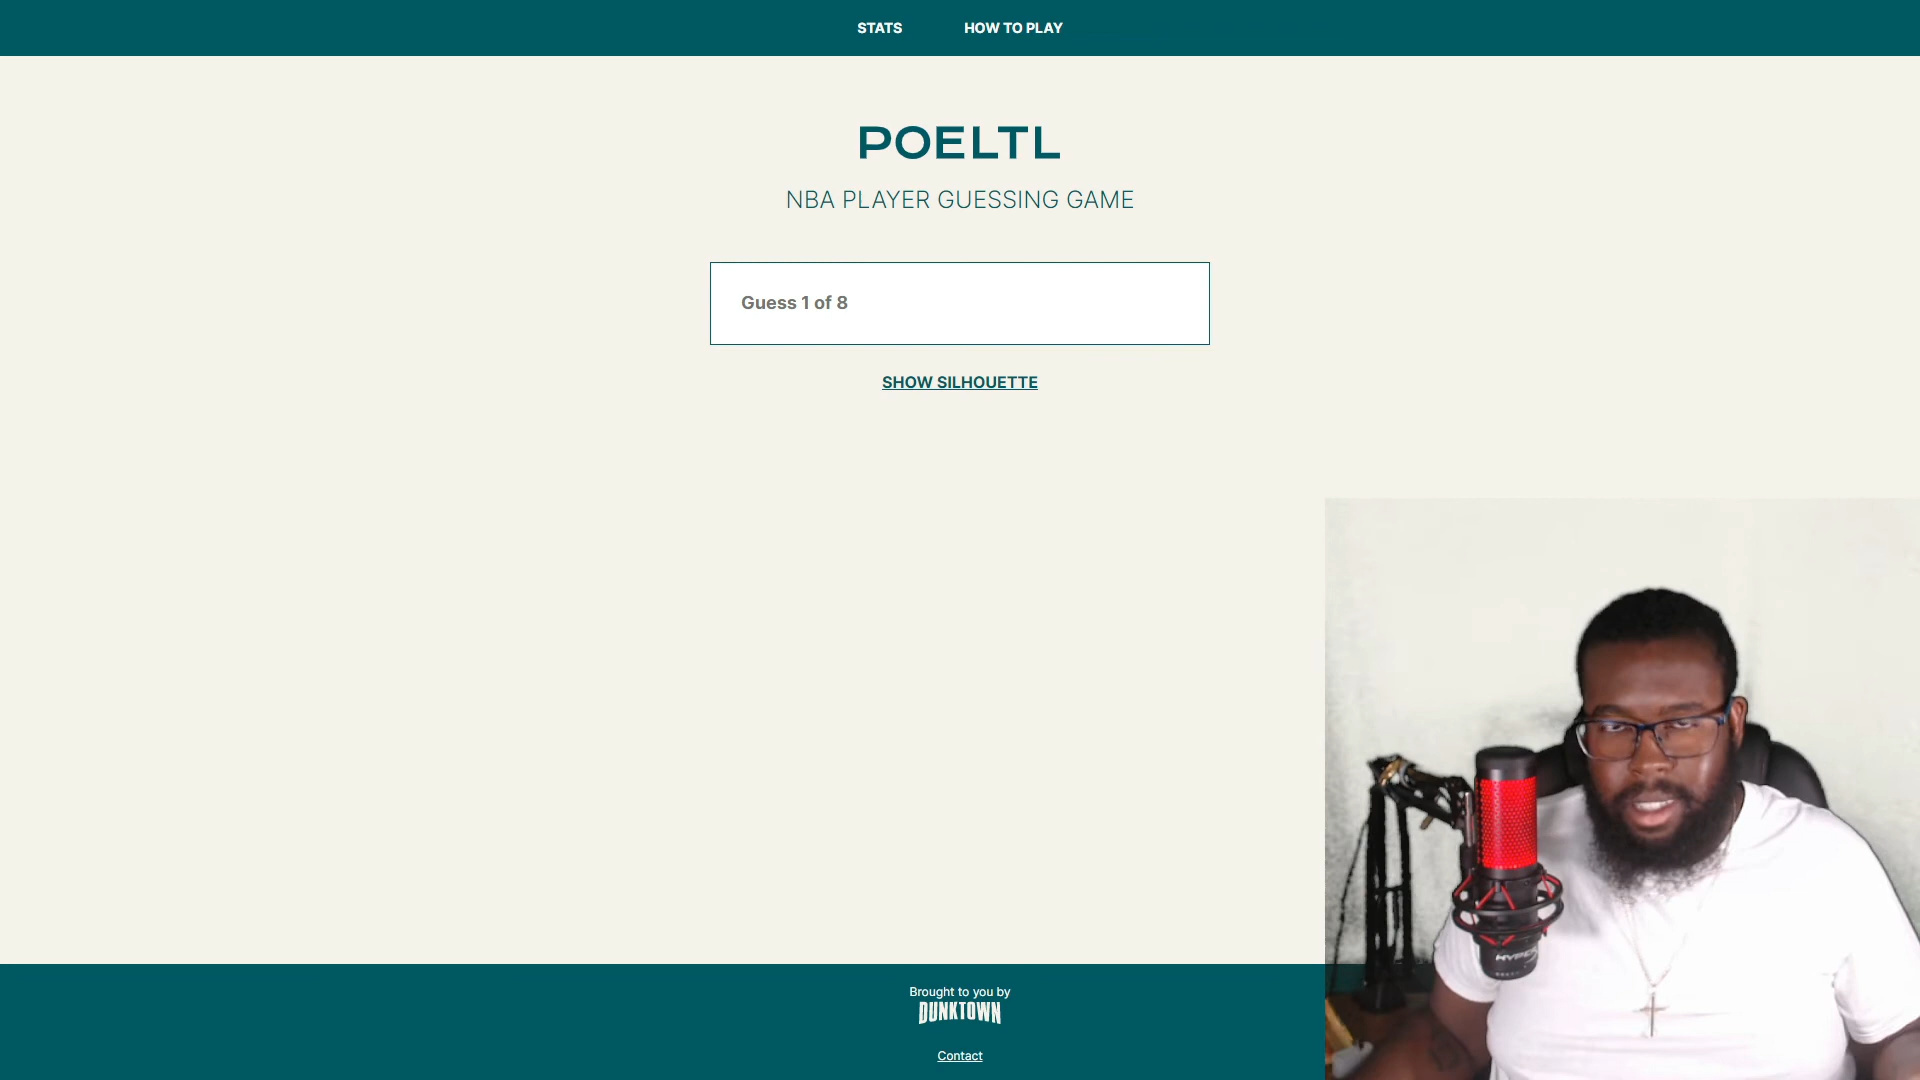 STATS
HOW TO PLAY
POELTL
NBA PLAYER GUESSING GAME
Guess 1 of 8
SHOW SILHOUETTE
Brought to you by
DUNKTOWN
Contact